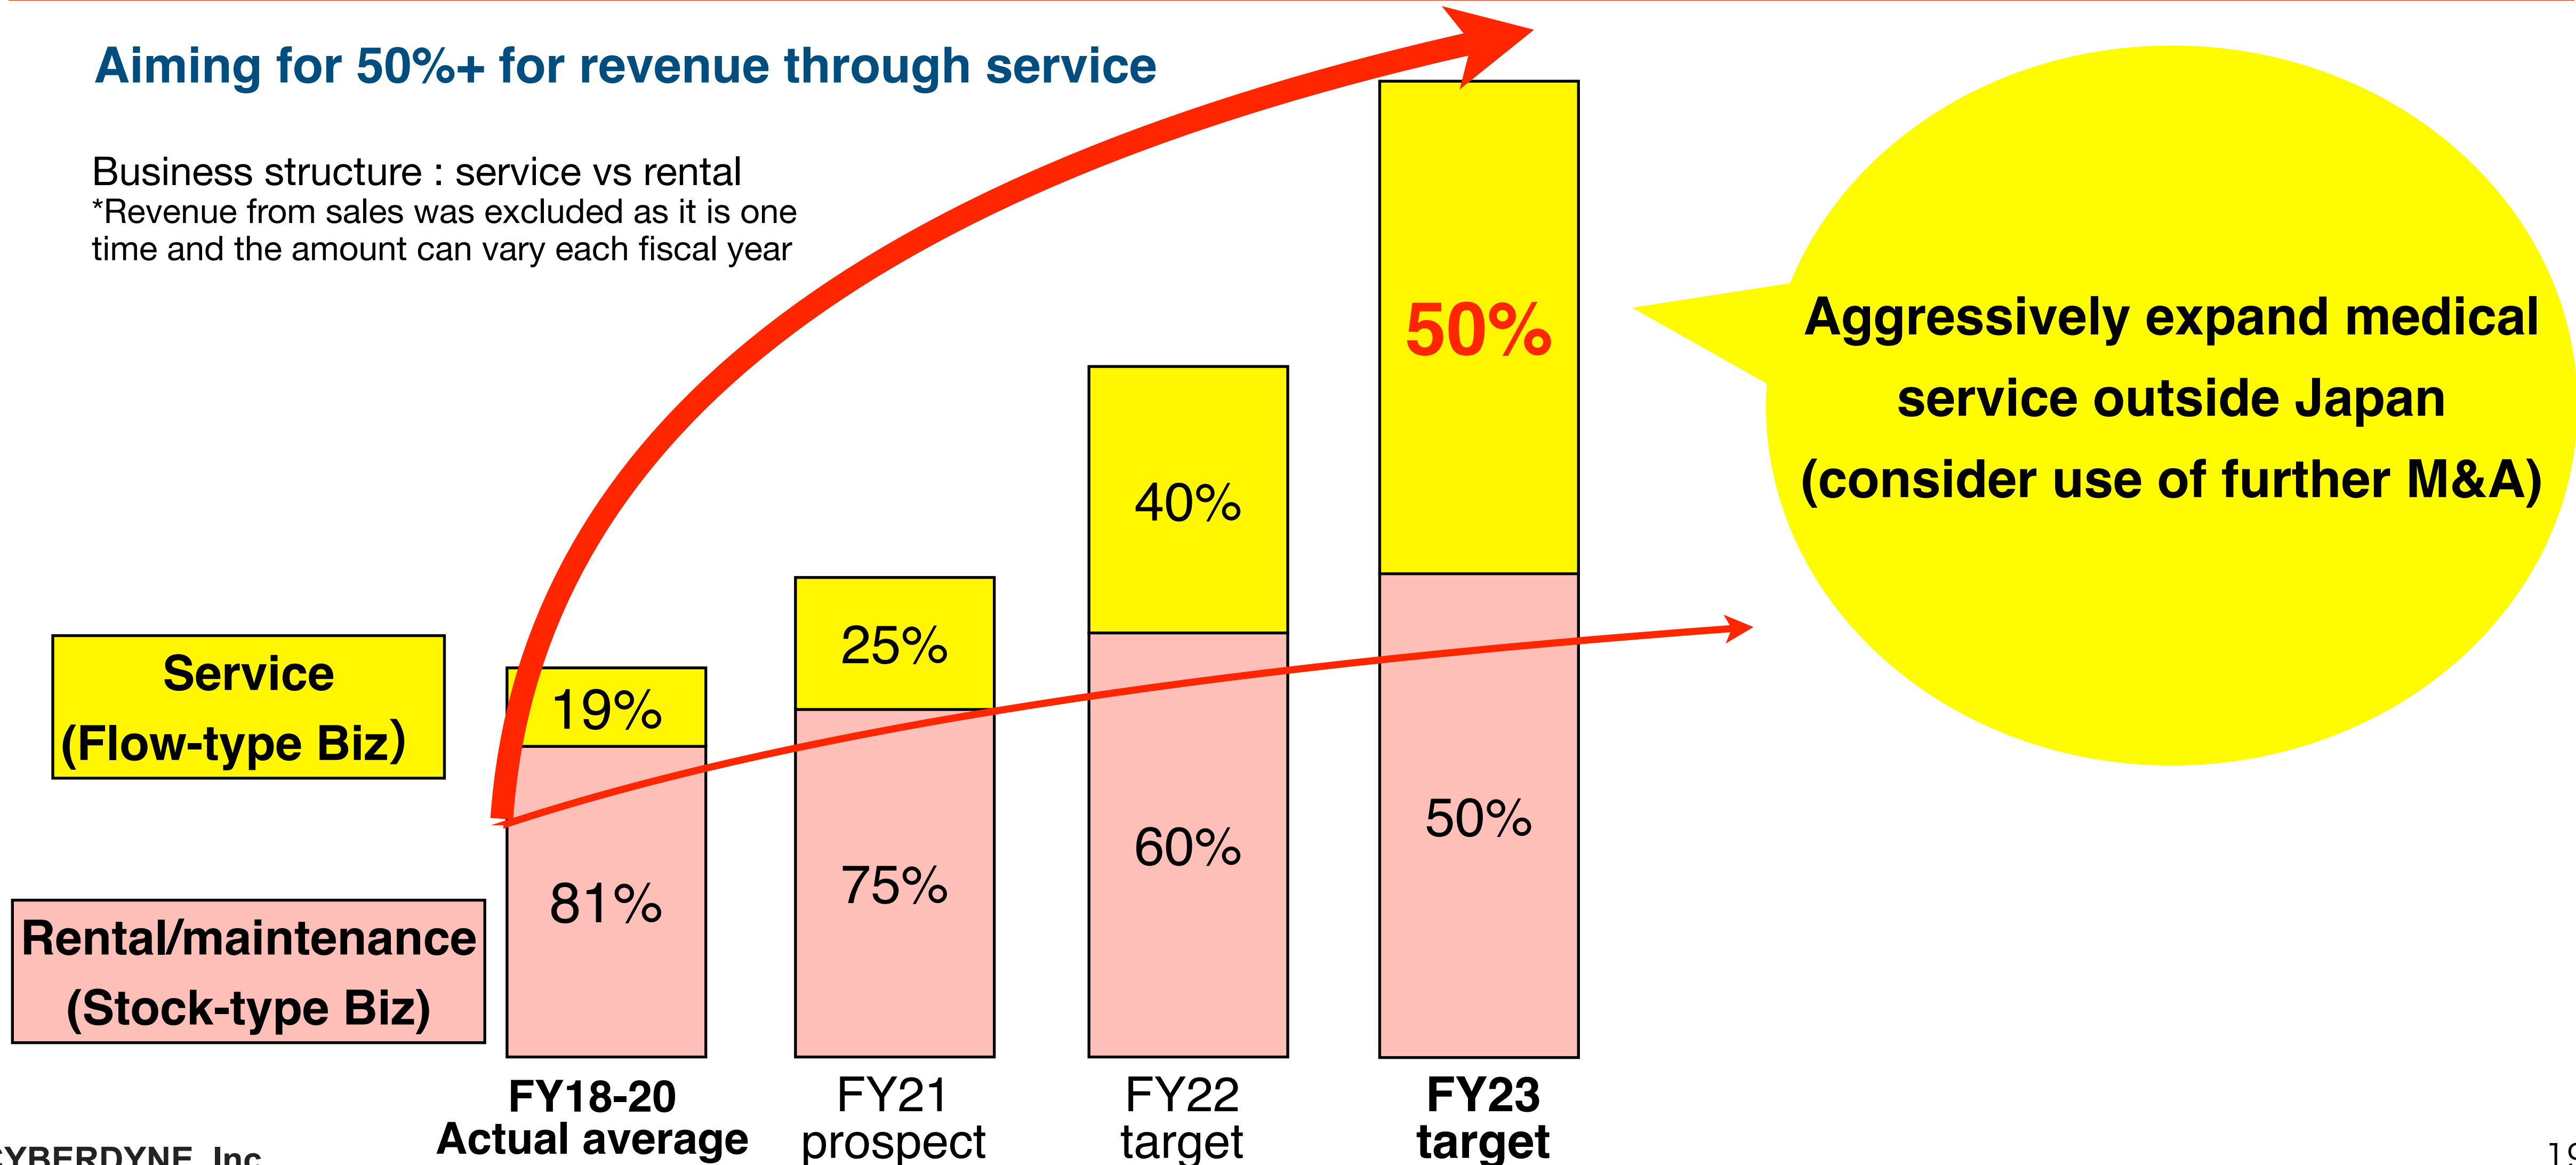 Aiming for 50%+ for revenue through service
Business structure : service vs rental
*Revenue from sales was excluded as it is one
time and the amount can vary each fiscal year
50%
Aggressively expand medical
service outside Japan
(consider use of further M&A)
40%
25%
Service
(Flow-type Biz)
19%
60%
50%
75%
81%
Rental/maintenance
(Stock-type Biz)
FY18-20
Actual average
FY21
prospect
FY22
target
FY23
target
CYBERDYNE, Inc
19